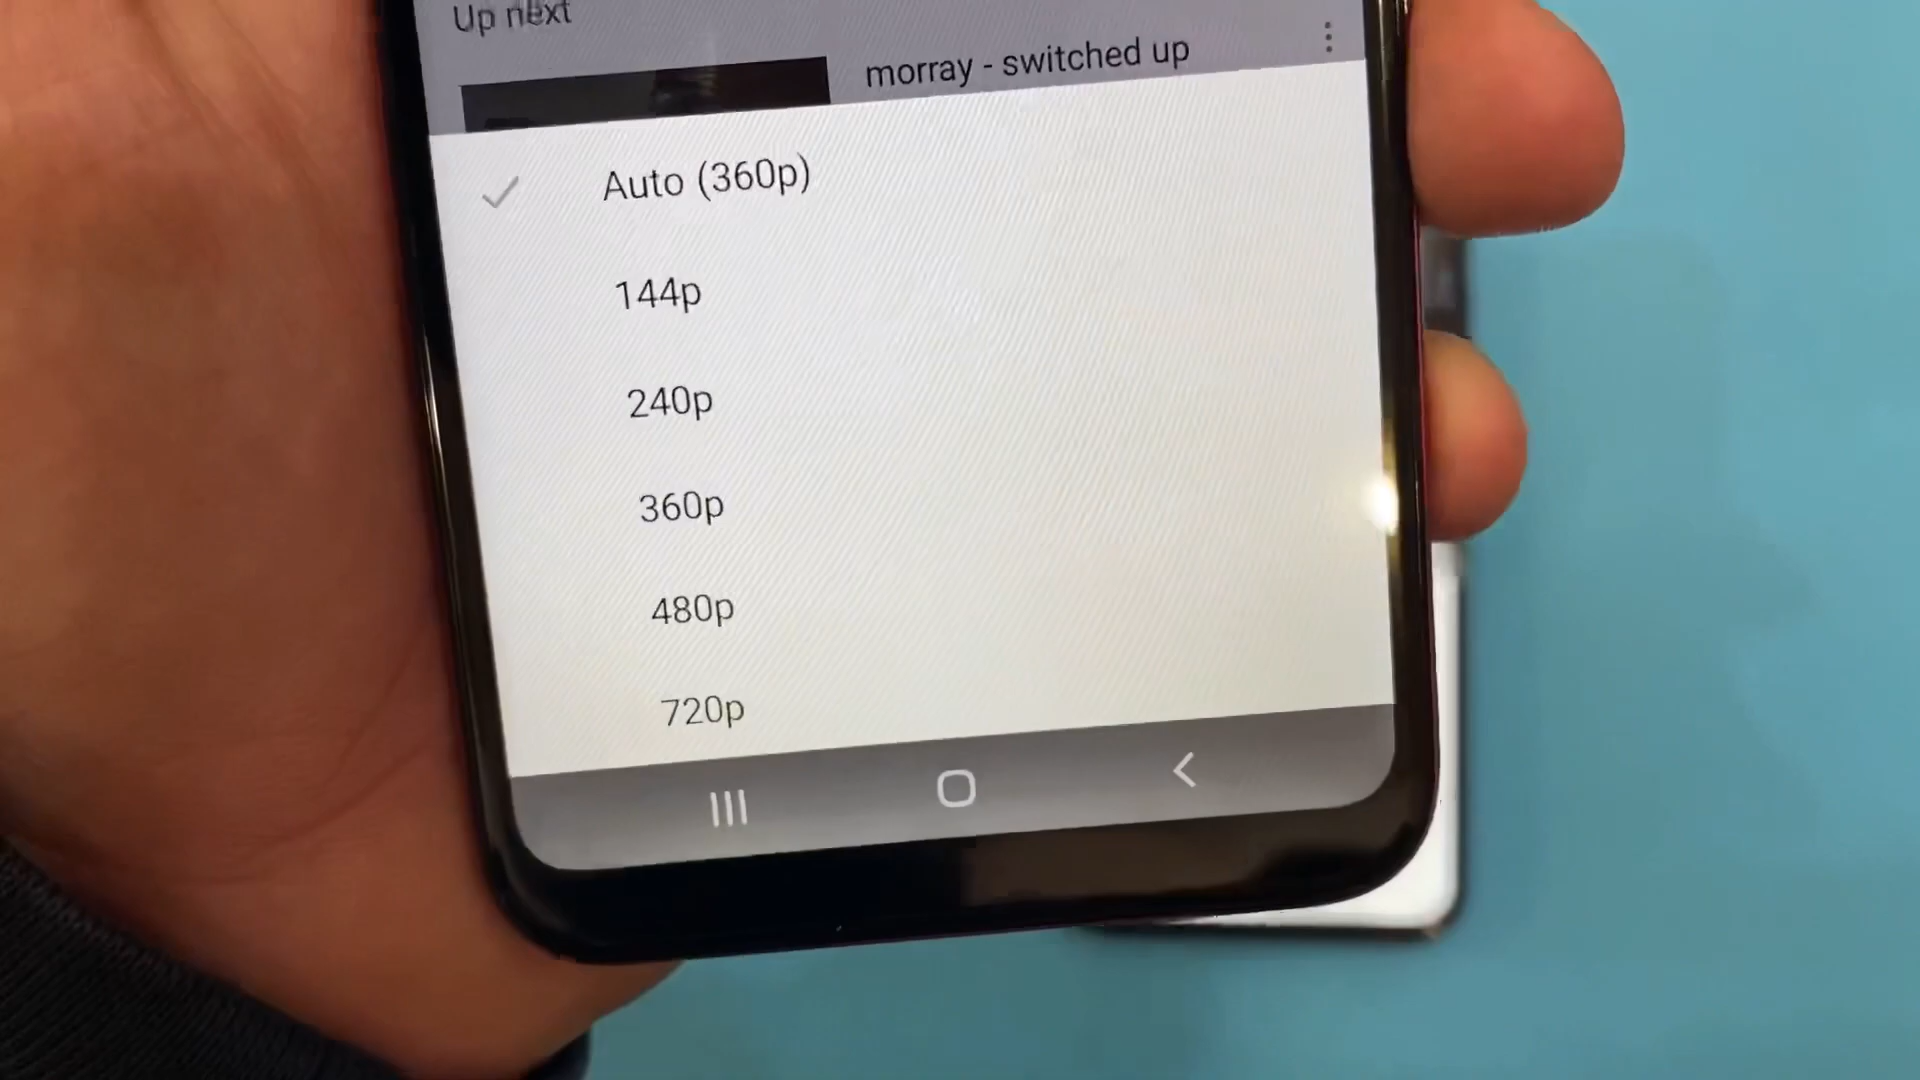 Up next
morray - switched up
Auto (360p)
144p
240p
360p
480p
720p